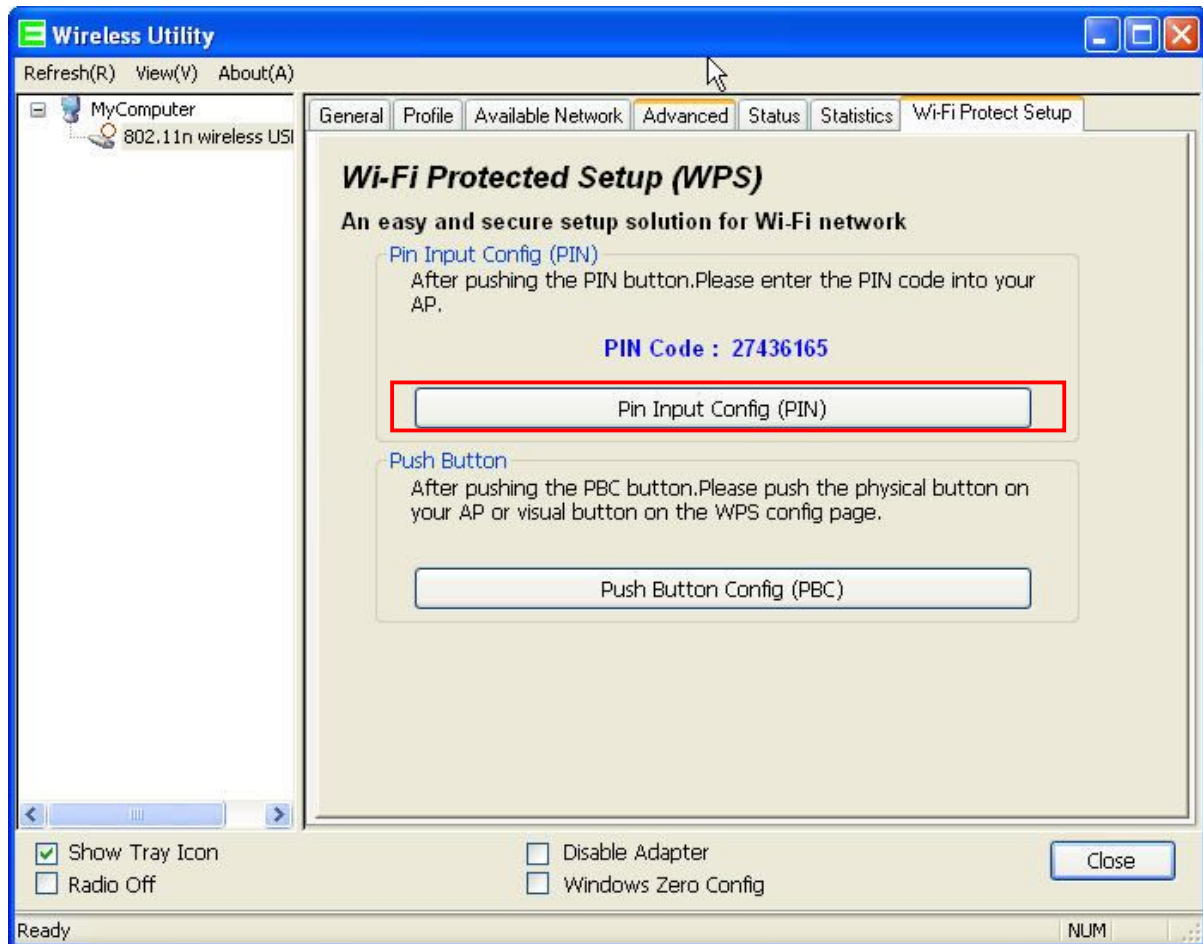 Wireless Utility
Refresh(R) View(V) About(A)
MyComputer
802.11n wireless USI
General Profile Available Network Advanced Status Statistics Wi-Fi Protect Setup
Wi-Fi Protected Setup (WPS)
An easy and secure setup solution for Wi-Fi network
Pin Input Config (PIN)
After pushing the PIN button.Please enter the PIN code into your
AP.
PIN Code : 27436165
Pin Input Config (PIN)
Push Button
After pushing the PBC button.Please push the physical button on
your AP or visual button on the WPS config page.
Push Button Config (PBC)
Show Tray Icon
Radio Off
Disable Adapter
Windows Zero Config
Close
Ready
NUM